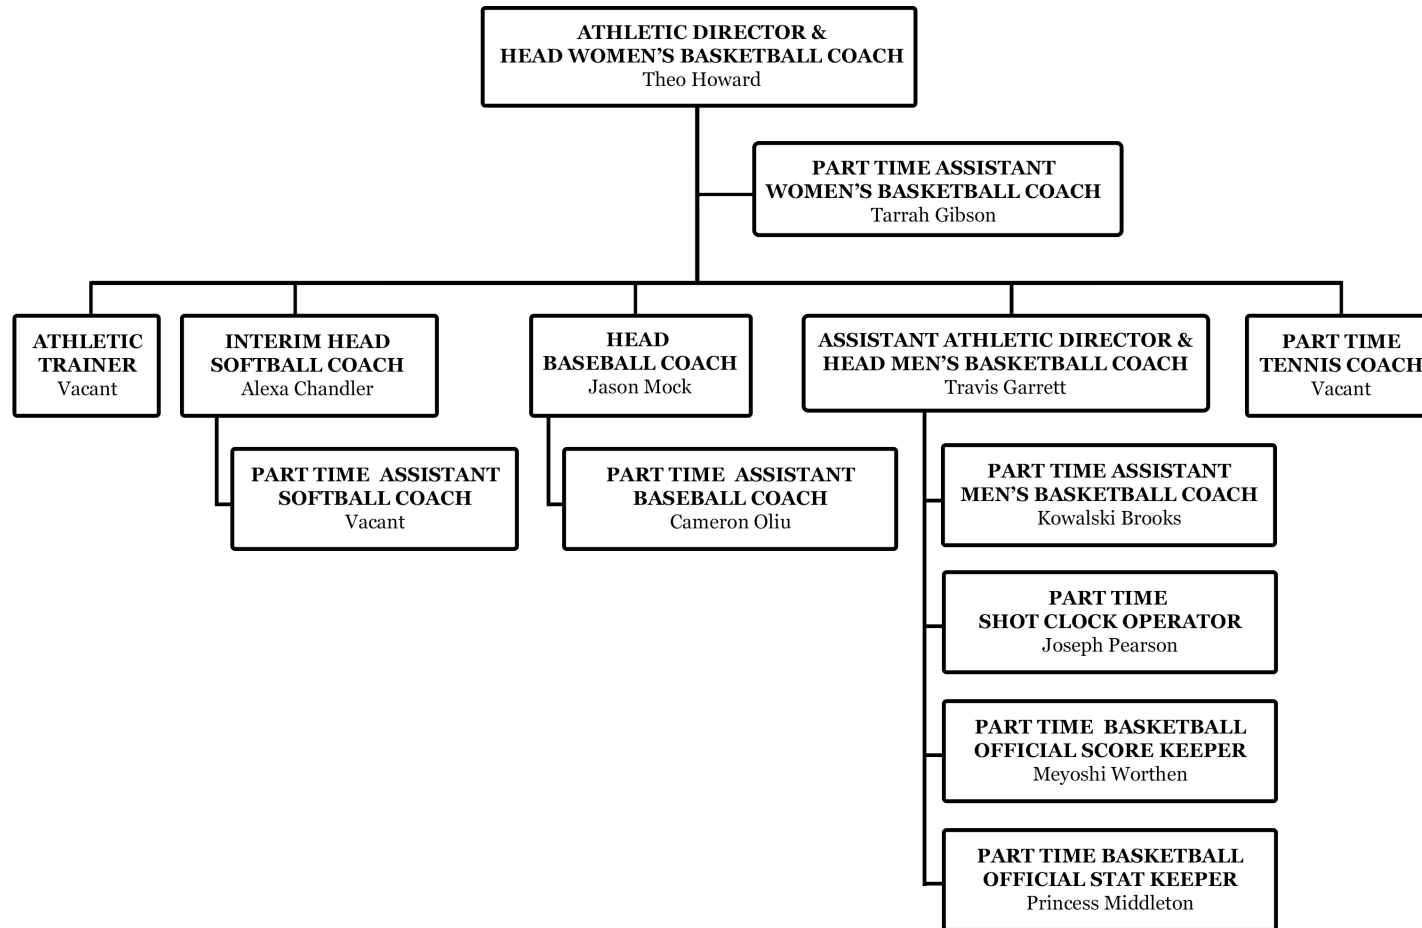 ATHLETIC DIRECTOR &
HEAD WOMEN'S BASKETBALL COACH
Theo Howard
PART TIME ASSISTANT
WOMEN'S BASKETBALL COACH
Tarrah Gibson
ATHLETIC
TRAINER
Vacant
INTERIM HEAD
SOFTBALL COACH
Alexa Chandler
HEAD
BASEBALL COACH
Jason Mock
ASSISTANT ATHLETIC DIRECTOR &
HEAD MEN'S BASKETBALL COACH
Travis Garrett
PART TIME
TENNIS COACH
Vacant
PART TIME  ASSISTANT
SOFTBALL COACH
Vacant
PART TIME  ASSISTANT
BASEBALL COACH
Cameron Oliu
PART TIME ASSISTANT
MEN'S BASKETBALL COACH
Kowalski Brooks
PART TIME
SHOT CLOCK OPERATOR
Joseph Pearson
PART TIME  BASKETBALL
OFFICIAL SCORE KEEPER
Meyoshi Worthen
PART TIME BASKETBALL
OFFICIAL STAT KEEPER
Princess Middleton